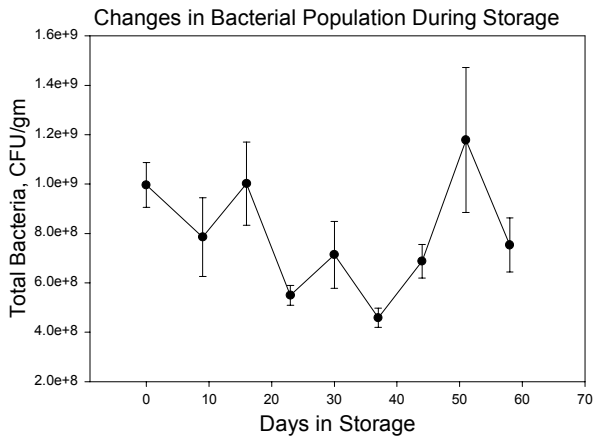 Changes in Bacterial Population During Storage
1.6e+9
1.4e+9
1.2e+9
1.0e+9
8.0e+8
6.0e+8
4.0e+8
2.0e+8
Total Bacteria, CFU/gm
0 10 20 30 40 50 60 70
Days in Storage